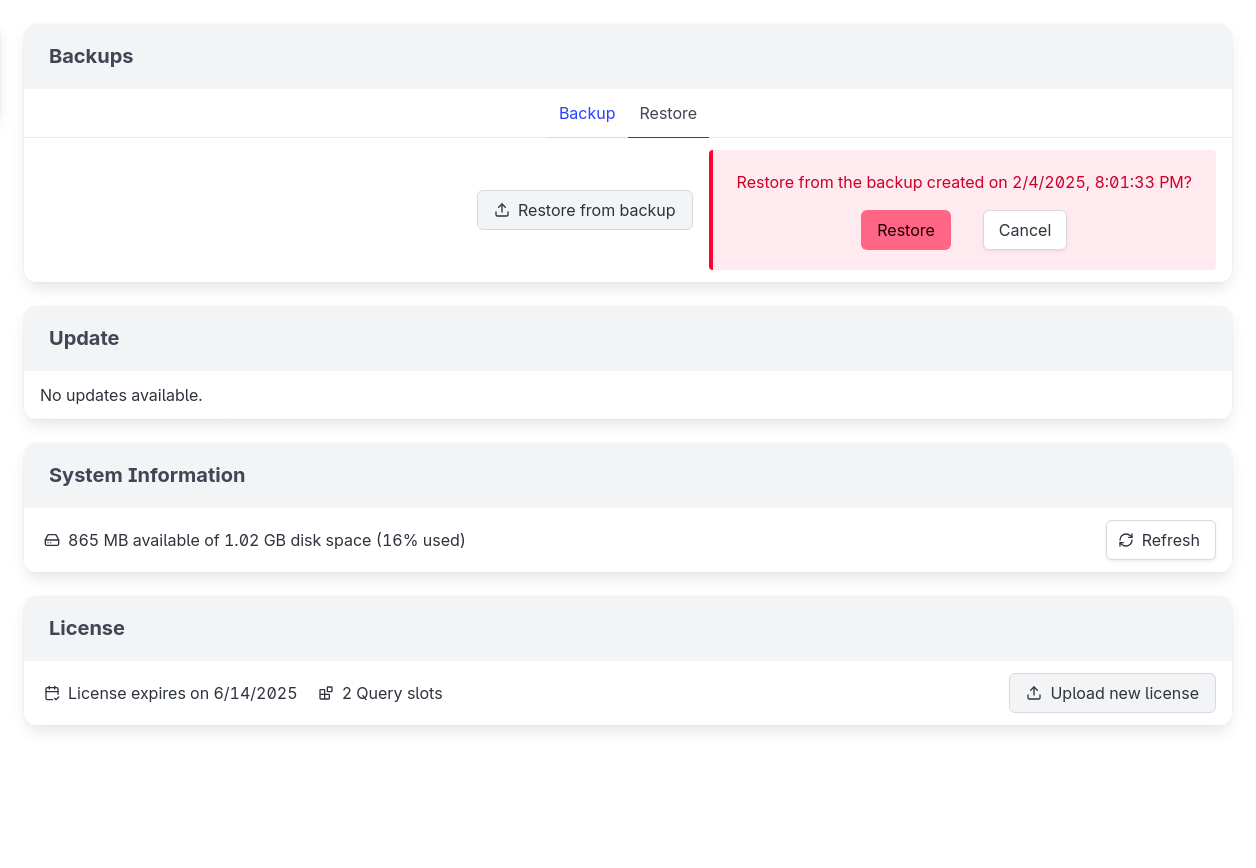 Backups
Backup
Restore
Restore from backup
Restore from the backup created on 2/4/2025, 8:01:33 PM?
Restore
Cancel
Update
No updates available.
System Information
865 MB available of 1.02 GB disk space (16% used)
Refresh
License
License expires on 6/14/2025
2 Query slots
Upload new license